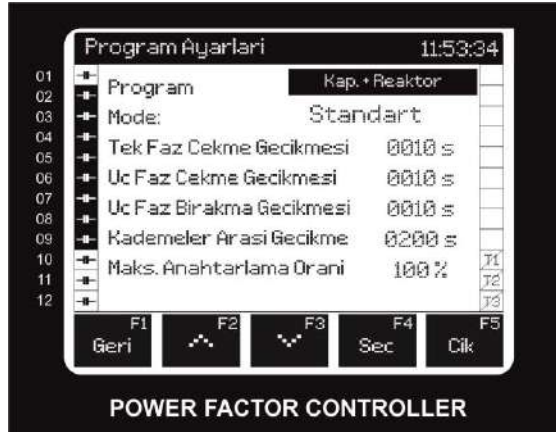 Program Ayarlari 11:53:34
01
02
03
04
05
06
07
08
09
10
11
12
Program Kap.+Reaktor
Mode: Standart
Tek Faz Cekme Gecikmesi 0010 s
Uc Faz Cekme Gecikmesi 0010 s
Uc Faz Birakma Gecikmesi 0010 s
Kademeler Arasi Gecikme 0200 s
Maks. Anahtarlama Orani 100 %
T1
T2
T3
F1 F2 F3 F4 F5
Geri Sec Cik
POWER FACTOR CONTROLLER